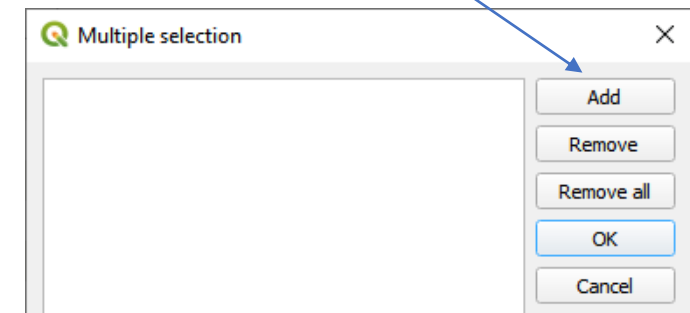 Multiple selection
Add
Remove
Remove all
OK
Cancel